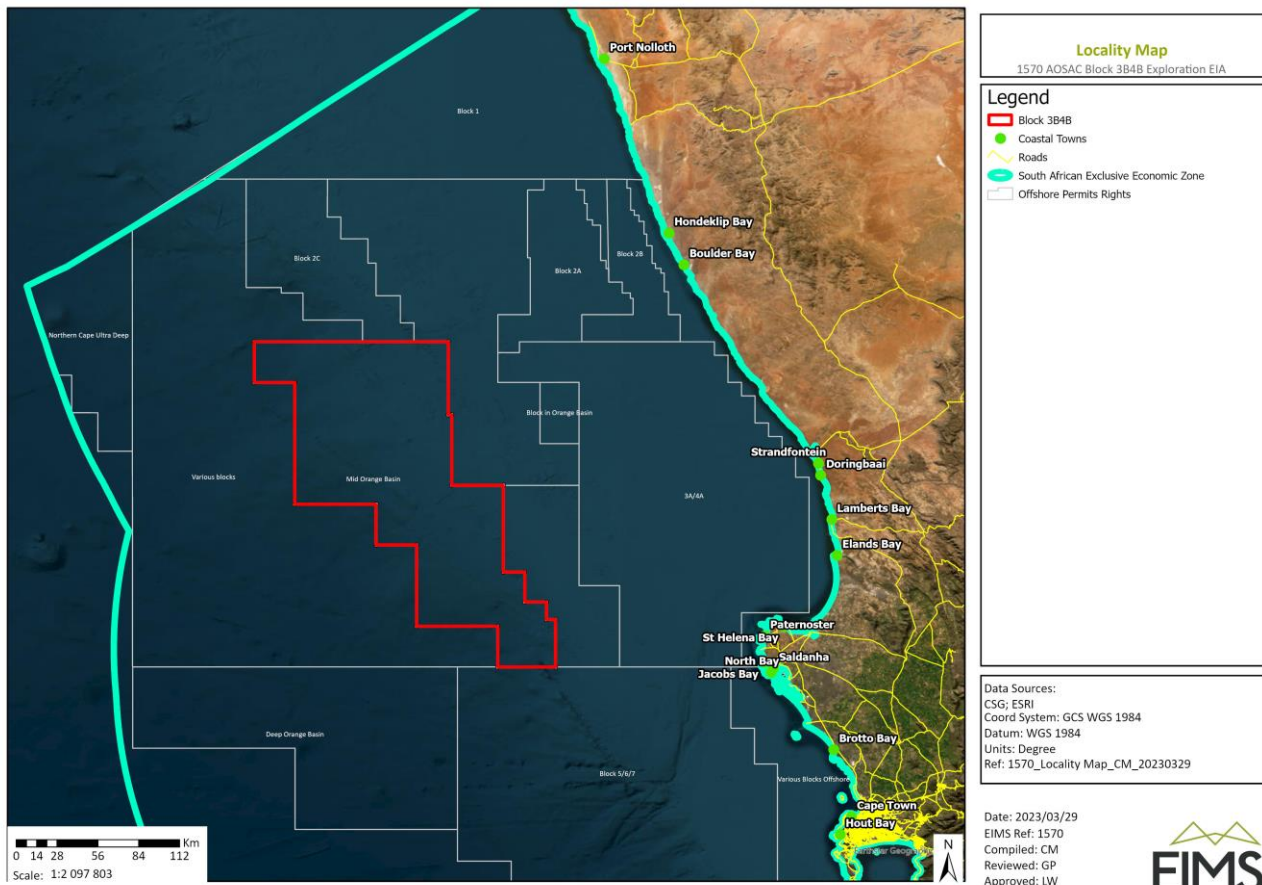 Port Nolloth
Block 1
Hondeklip Bay
Boulder Bay
Block 2C
Block 2A
Block 2B
Northern Cape Ultra Deep
Block in Orange Basin
Strandfontein
Doringbaai
Various blocks
Mid Orange Basin
3A/4A
Lamberts Bay
Elands Bay
Paternoster
St Helena Bay
North Bay
Saldanha
Jacobs Bay
Deep Orange Basin
Block 5/6/7
Brotto Bay
Various Blocks Offshore
Cape Town
Hout Bay
Km
0 14 28 56 84 112
Scale: 1:2 097 803
N
Locality Map
1570 AOSAC Block 3B4B Exploration EIA
Legend
Block 3B4B
Coastal Towns
Roads
South African Exclusive Economic Zone
Offshore Permits Rights
Data Sources:
CSG; ESRI
Coord System: GCS WGS 1984
Datum: WGS 1984
Units: Degree
Ref: 1570_Locality Map_CM_20230329
Date: 2023/03/29
EIMS Ref: 1570
Compiled: CM
Reviewed: GP
Approved: LW
EIMS